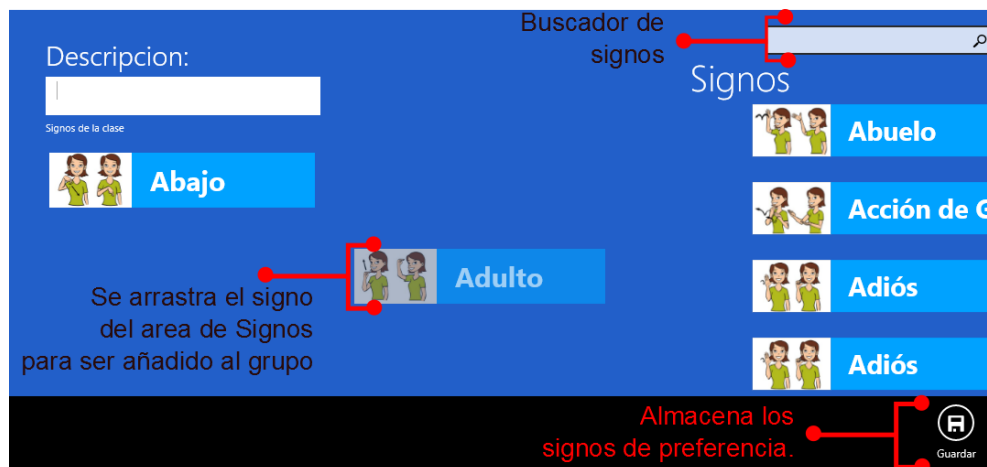 Buscador de
signos
Descripcion:
Signos de la clase
Abajo
Signos
Abuelo
Acción de G
Adiós
Adiós
Adulto
Se arrastra el signo
del area de Signos
para ser añadido al grupo
Almacena los
signos de preferencia.
Guardar